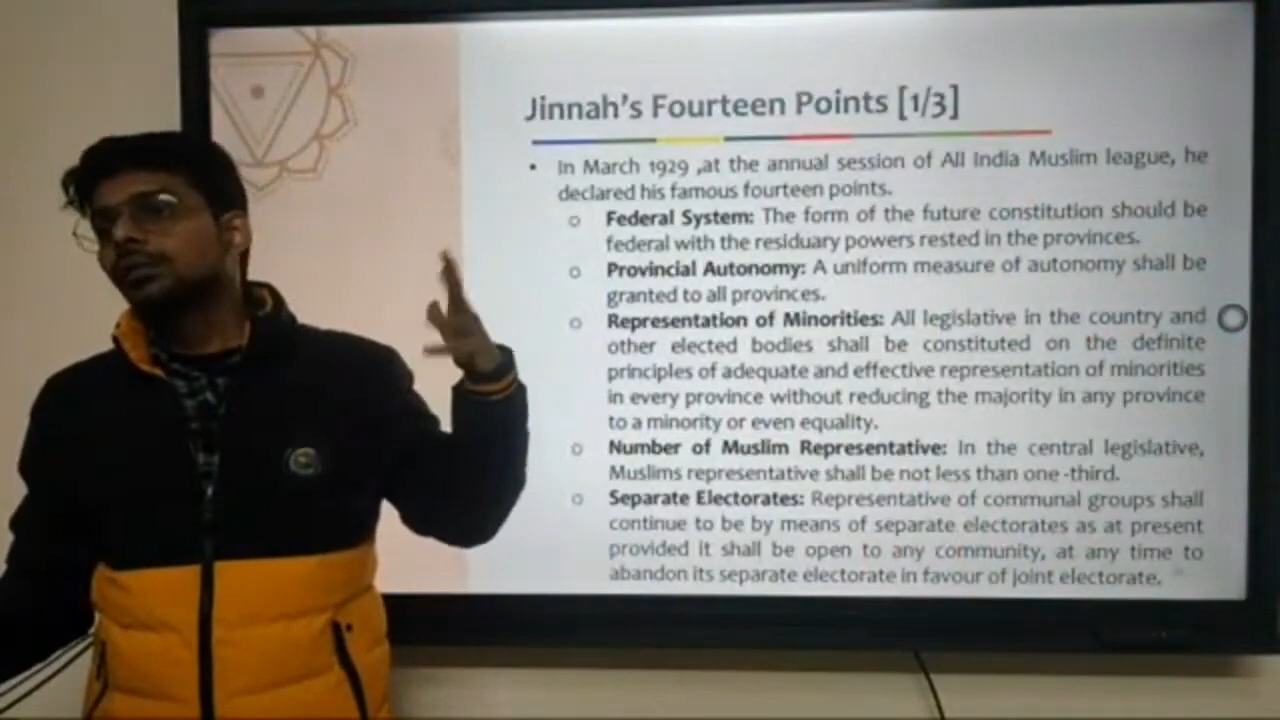 Jinnah's Fourteen Points [1/3]
• In March 1929 ,at the annual session of All India Muslim league, he
declared his famous fourteen points.
o Federal System: The form of the future constitution should be
federal with the residuary powers rested in the provinces.
o Provincial Autonomy: A uniform measure of autonomy shall be
granted to all provinces.
o Representation of Minorities: All legislative in the country and
other elected bodies shall be constituted on the definite
principles of adequate and effective representation of minorities
in every province without reducing the majority in any province
to a minority or even equality.
o Number of Muslim Representative: In the central legislative,
Muslims representative shall be not less than one -third.
o Separate Electorates: Representative of communal groups shall
continue to be by means of separate electorates as at present
provided it shall be open to any community, at any time to
abandon its separate electorate in favour of joint electorate.